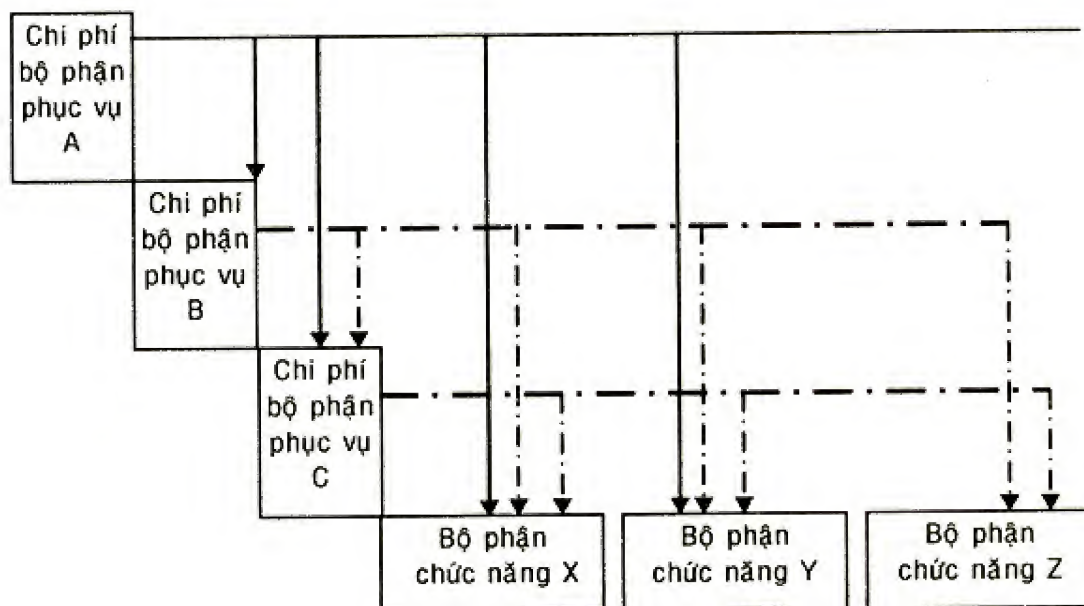 Chi phí
bộ phận
phục vụ
A
Chi phí
bộ phận
phục vụ
B
Chi phí
bộ phận
phục vụ
C
Bộ phận
chức năng X
Bộ phận
chức năng Y
Bộ phận
chức năng Z